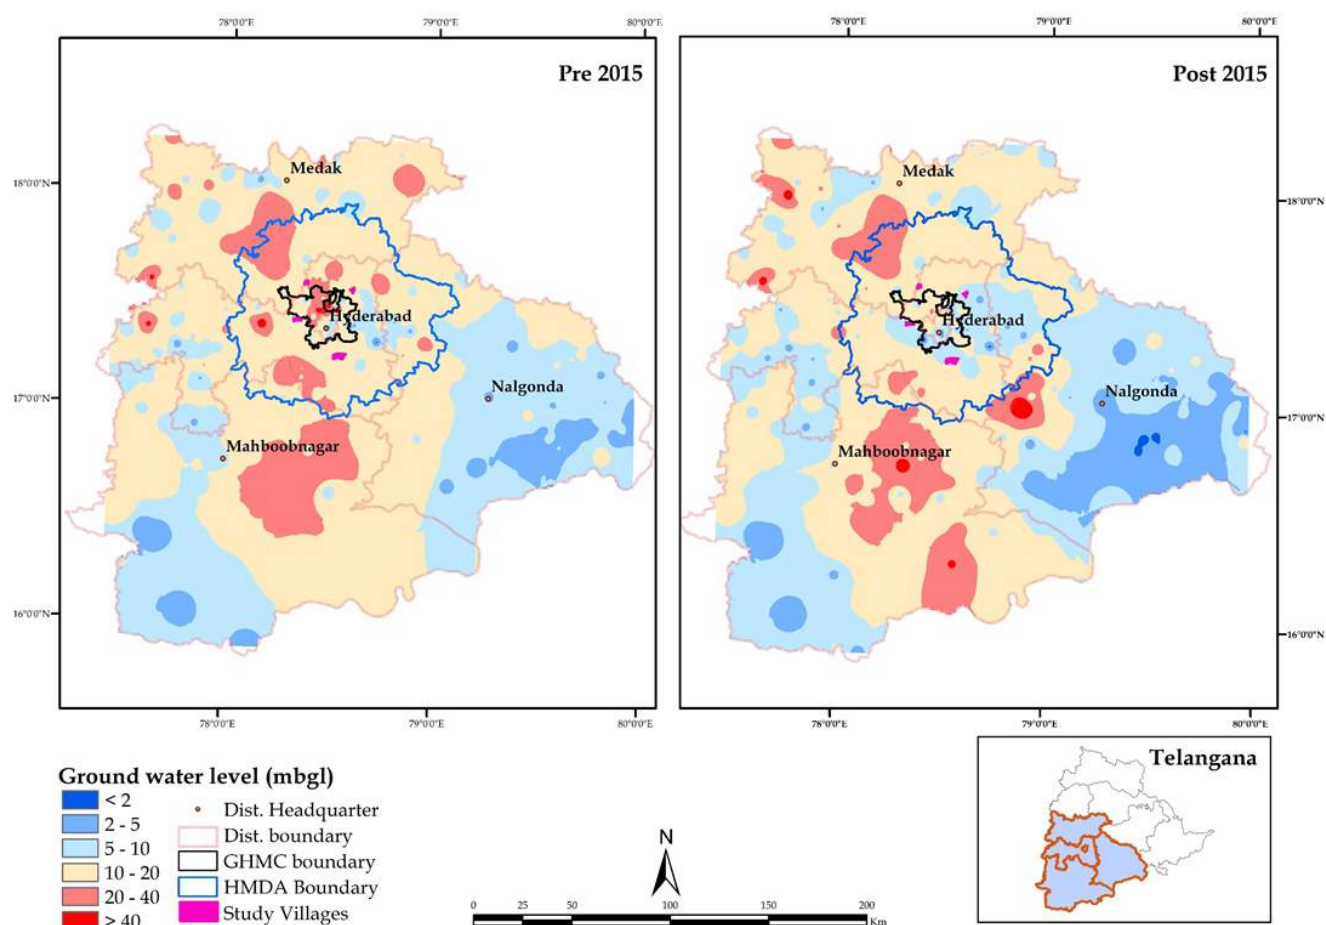 78°0'0"E 79°0'0"E
78°0'0"E 79°0'0"E 80°0'0"E
Pre 2015
Post 2015
Medak
Medak
18°0'0"N
18°0'0"N
Hyderabad
Hyderabad
Nalgonda
Nalgonda
17°0'0"N
17°0'0"N
Mahboobnagar
Mahboobnagar
16°0'0"N
16°0'0"N
78°0'0"E 79°0'0"E 80°0'0"E
78°0'0"E 79°0'0"E 80°0'0"E
Ground water level (mbgl)
< 2
2 - 5
5 - 10
10 - 20
20 - 40
> 40
Dist. Headquarter
Dist. boundary
GHMC boundary
HMDA Boundary
Study Villages
N
0 25 50 100 150 200
Km
Telangana